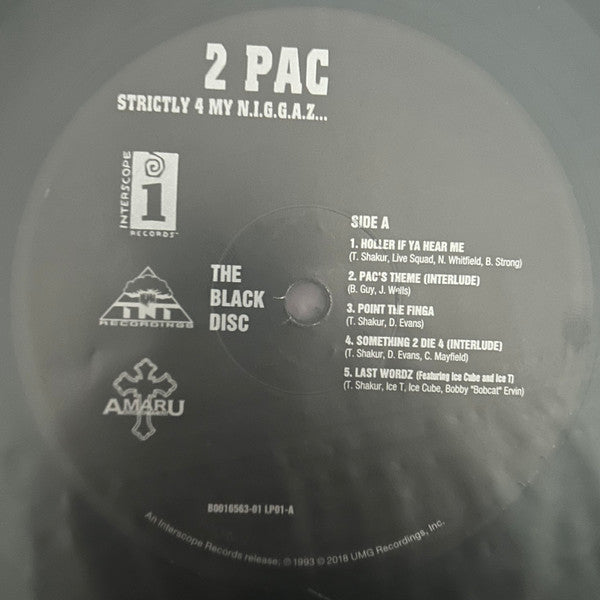 2 PAC
STRICTLY 4 MY N.I.G.G.A.Z...
INTERSCOPE
1
RECORDS
TNT
RECORDINGS
AMARU
THE
BLACK
DISC
SIDE A
1. HOLLER IF YA HEAR ME
(T. Shakur, Live Squad, N. Whitfield, B. Strong)
2. PAC'S THEME (INTERLUDE)
(B. Guy, J. Wells)
3. POINT THE FINGA
(T. Shakur, D. Evans)
4. SOMETHING 2 DIE 4 (INTERLUDE)
(T. Shakur, D. Evans, C. Mayfield)
5. LAST WORDZ (Featuring Ice Cube and Ice T)
(T. Shakur, Ice T, Ice Cube, Bobby "Bobcat" Ervin)
B0016563-01 LP01-A
An Interscope Records release; ℗ 1993 © 2018 UMG Recordings, Inc.